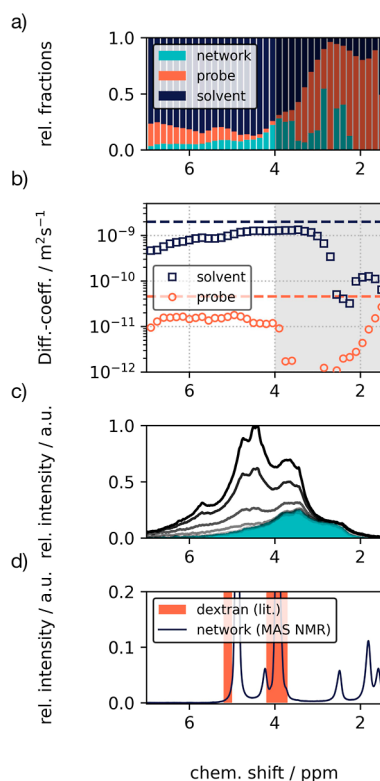 a)
1.0
0.5
0.0
rel. fractions
network
probe
solvent
6
4
2
b)
10⁻⁹
10⁻¹⁰
10⁻¹¹
10⁻¹²
Diff.-coeff. / m²s⁻¹
solvent
probe
6
4
2
c)
1.0
0.5
0.0
rel. intensity / a.u.
6
4
2
d)
0.2
0.1
0.0
rel. intensity / a.u.
dextran (lit.)
network (MAS NMR)
6
4
2
chem. shift / ppm